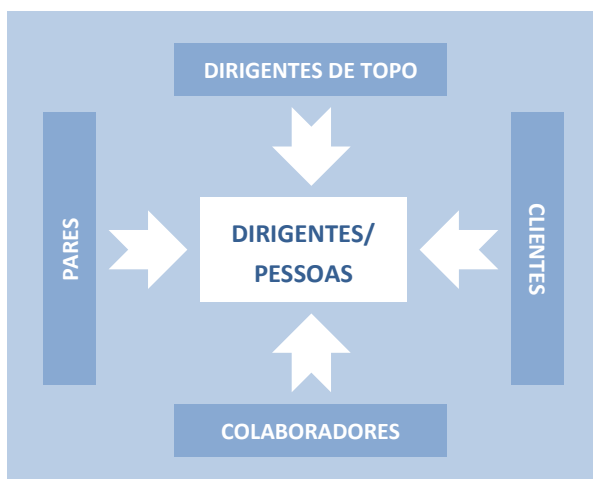 DIRIGENTES DE TOPO
PARES
DIRIGENTES/
PESSOAS
CLIENTES
COLABORADORES